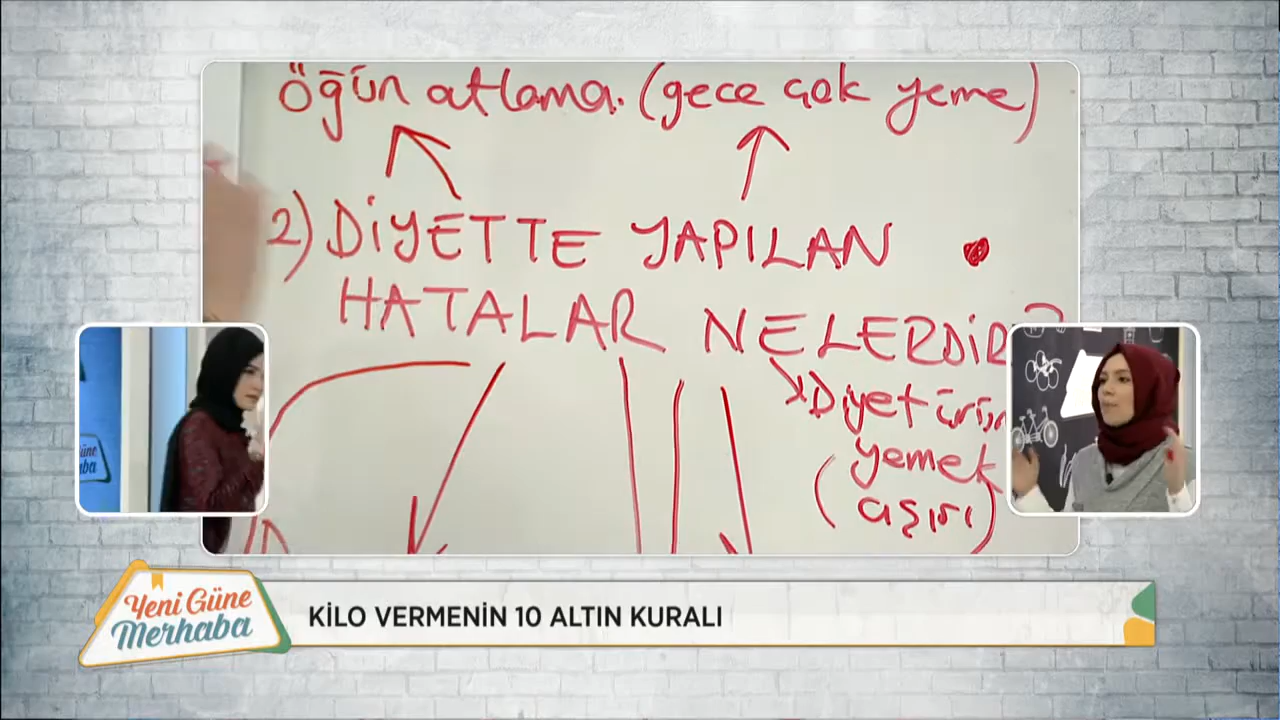 Öğün atlama. (gece çok yeme)
2) DİYETTE YAPILAN
HATALAR NELERDİR?
Diyet ürün
yemek
(aşırı)
Yeni Güne
Merhaba
KİLO VERMENİN 10 ALTIN KURALI